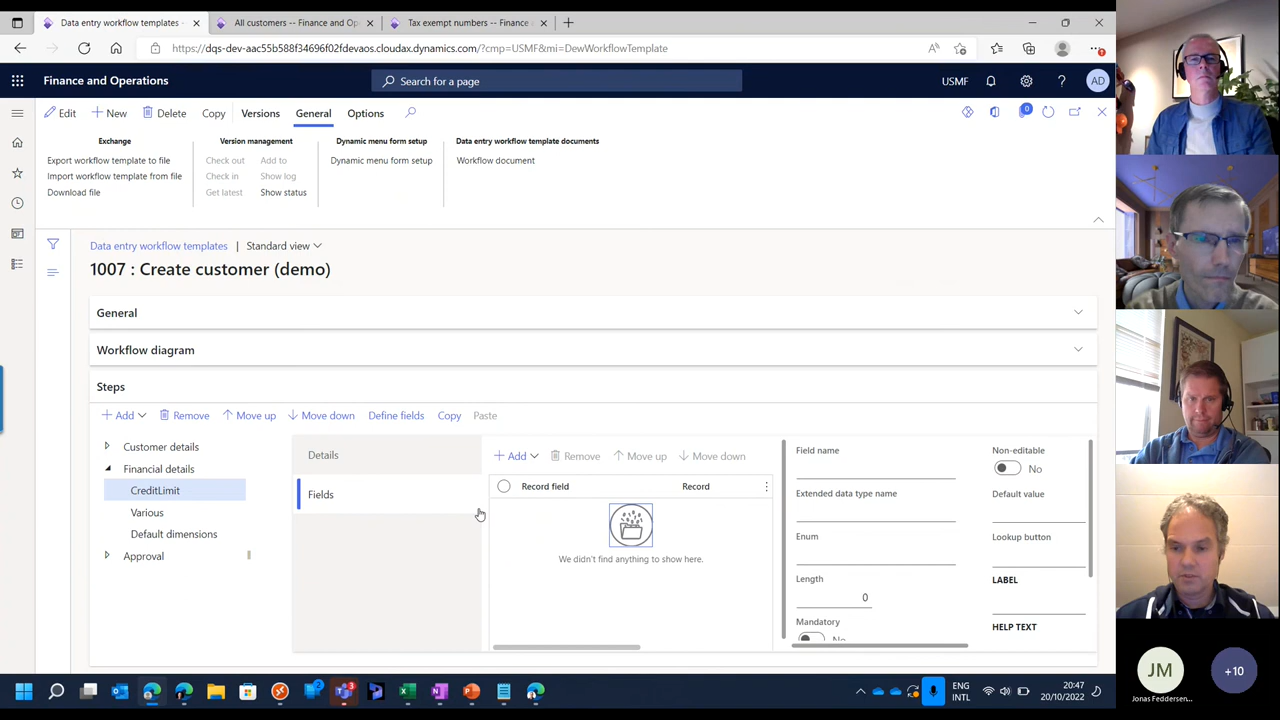 Data entry workflow templates -
All customers -- Finance and Op
Tax exempt numbers -- Finance
https://dqs-dev-aac55b588f34696f02fdevaos.cloudax.dynamics.com/?cmp=USMF&mi=DewWorkflowTemplate
Finance and Operations
Search for a page
USMF
AD
Edit
New
Delete
Copy
Versions
General
Options
0
Exchange
Version management
Dynamic menu form setup
Data entry workflow template documents
Export workflow template to file
Check out
Add to
Dynamic menu form setup
Workflow document
Import workflow template from file
Check in
Show log
Download file
Get latest
Show status
Data entry workflow templates
Standard view
1007 : Create customer (demo)
General
Workflow diagram
Steps
Add
Remove
Move up
Move down
Define fields
Copy
Paste
Customer details
Financial details
CreditLimit
Various
Default dimensions
Approval
Details
Fields
Add
Remove
Move up
Move down
Record field
Record
We didn't find anything to show here.
Field name
Extended data type name
Enum
Length
0
Mandatory
No
Non-editable
No
Default value
Lookup button
LABEL
HELP TEXT
JM
+10
Jonas Feddersen...
3
ENG
INTL
20:47
20/10/2022